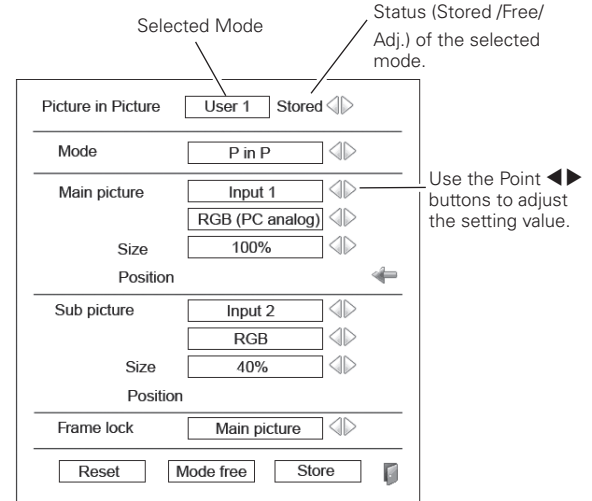 Selected Mode
Status (Stored /Free/
Adj.) of the selected
mode.
Picture in Picture User 1 Stored
Mode P in P
Main picture Input 1
RGB (PC analog)
Size 100%
Position
Use the Point ◀▶
buttons to adjust
the setting value.
Sub picture Input 2
RGB
Size 40%
Position
Frame lock Main picture
Reset Mode free Store